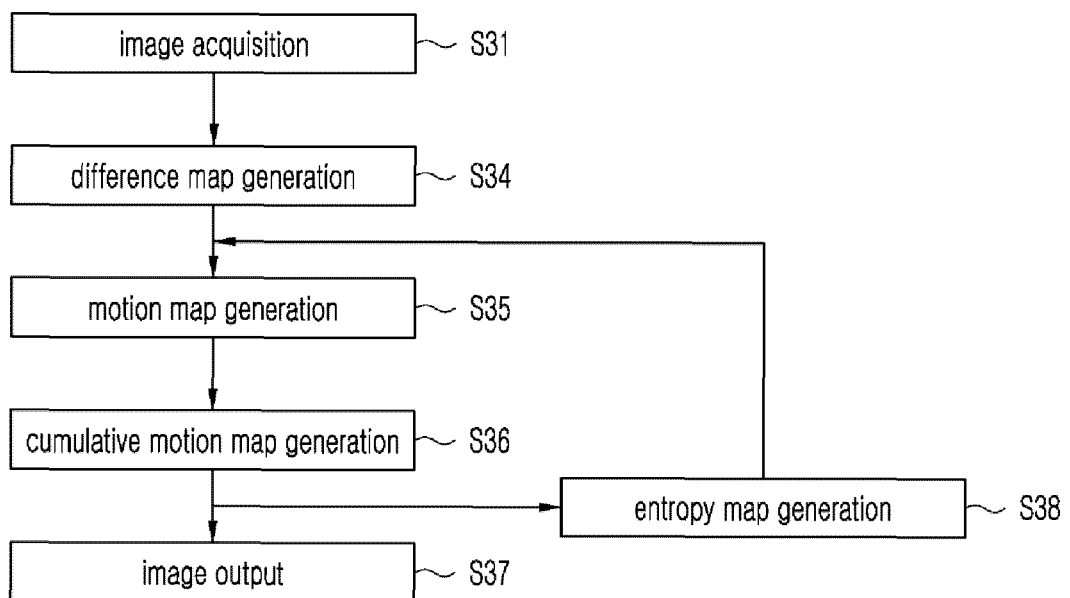 image acquisition S31
difference map generation S34
motion map generation S35
cumulative motion map generation S36
entropy map generation S38
image output S37